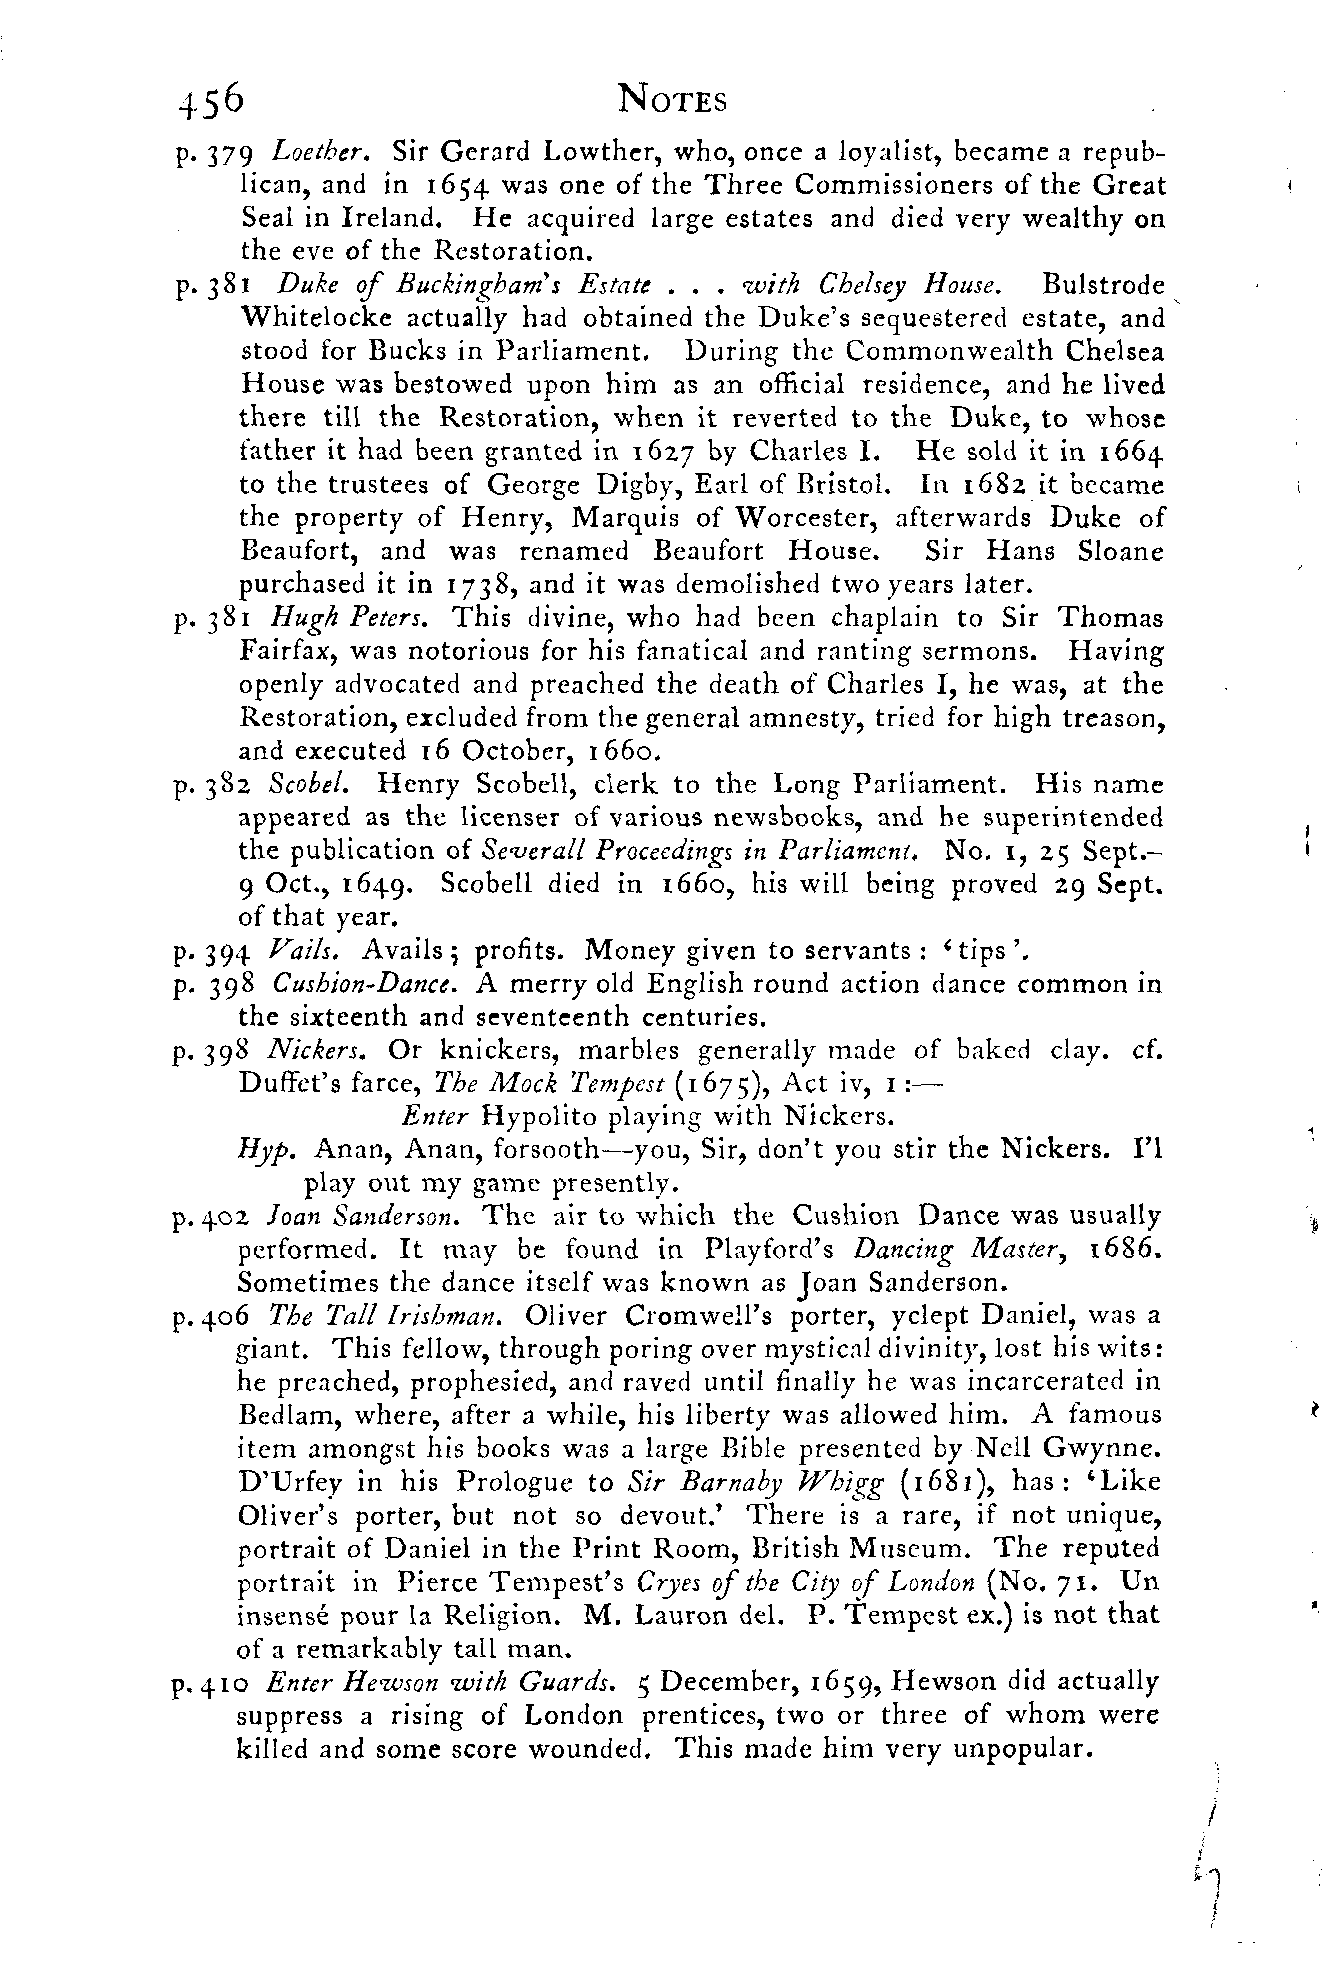 456 NOTES
p. 379 Loether. Sir Gerard Lowther, who, once a loyalist, became a repub-
lican, and in 1654 was one of the Three Commissioners of the Great
Seal in Ireland. He acquired large estates and died very wealthy on
the eve of the Restoration.
p. 381 Duke of Buckingham's Estate . . . with Chelsey House. Bulstrode
Whitelocke actually had obtained the Duke's sequestered estate, and
stood for Bucks in Parliament. During the Commonwealth Chelsea
House was bestowed upon him as an official residence, and he lived
there till the Restoration, when it reverted to the Duke, to whose
father it had been granted in 1627 by Charles I. He sold it in 1664
to the trustees of George Digby, Earl of Bristol. In 1682 it became
the property of Henry, Marquis of Worcester, afterwards Duke of
Beaufort, and was renamed Beaufort House. Sir Hans Sloane
purchased it in 1738, and it was demolished two years later.
p. 381 Hugh Peters. This divine, who had been chaplain to Sir Thomas
Fairfax, was notorious for his fanatical and ranting sermons. Having
openly advocated and preached the death of Charles I, he was, at the
Restoration, excluded from the general amnesty, tried for high treason,
and executed 16 October, 1660.
p. 382 Scobel. Henry Scobell, clerk to the Long Parliament. His name
appeared as the licenser of various newsbooks, and he superintended
the publication of Severall Proceedings in Parliament. No. 1, 25 Sept.–
9 Oct., 1649. Scobell died in 1660, his will being proved 29 Sept.
of that year.
p. 394 Vails. Avails; profits. Money given to servants : 'tips'.
p. 398 Cushion-Dance. A merry old English round action dance common in
the sixteenth and seventeenth centuries.
p. 398 Nickers. Or knickers, marbles generally made of baked clay. cf.
Duffet's farce, The Mock Tempest (1675), Act iv, 1 :—
Enter Hypolito playing with Nickers.
Hyp. Anan, Anan, forsooth—you, Sir, don't you stir the Nickers. I'l
play out my game presently.
p. 402 Joan Sanderson. The air to which the Cushion Dance was usually
performed. It may be found in Playford's Dancing Master, 1686.
Sometimes the dance itself was known as Joan Sanderson.
p. 406 The Tall Irishman. Oliver Cromwell's porter, yclept Daniel, was a
giant. This fellow, through poring over mystical divinity, lost his wits:
he preached, prophesied, and raved until finally he was incarcerated in
Bedlam, where, after a while, his liberty was allowed him. A famous
item amongst his books was a large Bible presented by Nell Gwynne.
D'Urfey in his Prologue to Sir Barnaby Whigg (1681), has : 'Like
Oliver's porter, but not so devout.' There is a rare, if not unique,
portrait of Daniel in the Print Room, British Museum. The reputed
portrait in Pierce Tempest's Cryes of the City of London (No. 71. Un
insensé pour la Religion. M. Lauron del. P. Tempest ex.) is not that
of a remarkably tall man.
p. 410 Enter Hewson with Guards. 5 December, 1659, Hewson did actually
suppress a rising of London prentices, two or three of whom were
killed and some score wounded. This made him very unpopular.